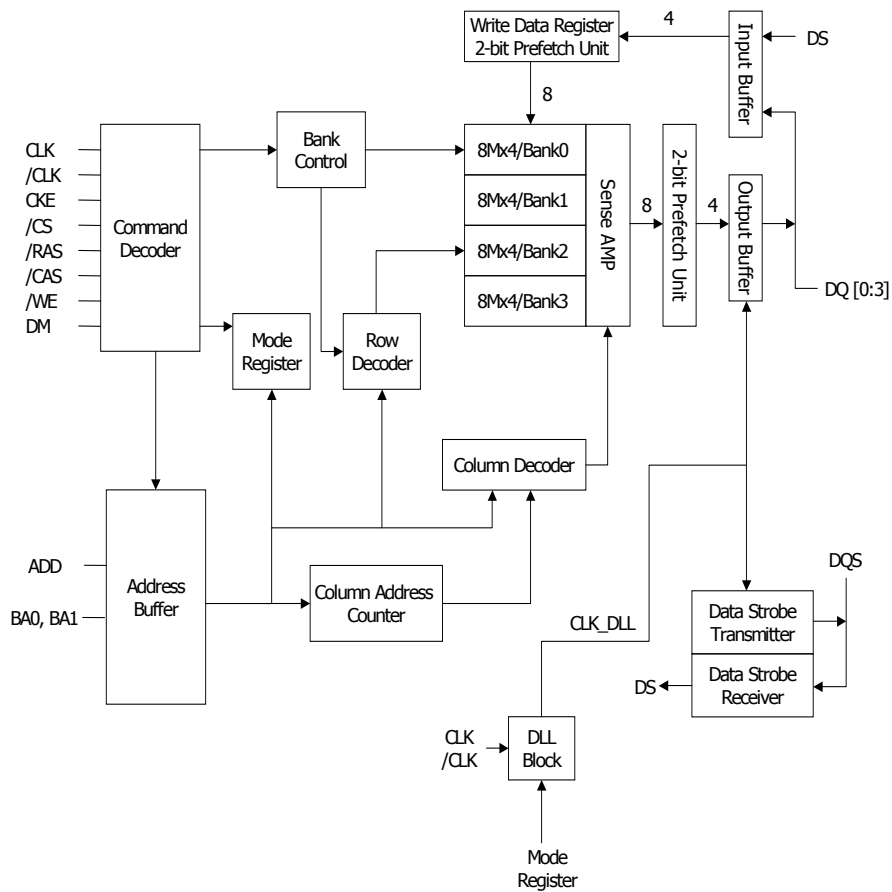 Write Data Register
2-bit Prefetch Unit
4
Input Buffer
DS
8
Bank
Control
8Mx4/Bank0
8Mx4/Bank1
8Mx4/Bank2
8Mx4/Bank3
Sense AMP
8
2-bit Prefetch Unit
4
Output Buffer
DQ [0:3]
CLK
/CLK
CKE
/CS
/RAS
/CAS
/WE
DM
Command
Decoder
Mode
Register
Row
Decoder
Column Decoder
ADD
BA0, BA1
Address
Buffer
Column Address
Counter
CLK_DLL
DQS
Data Strobe
Transmitter
Data Strobe
Receiver
DS
CLK
/CLK
DLL
Block
Mode
Register